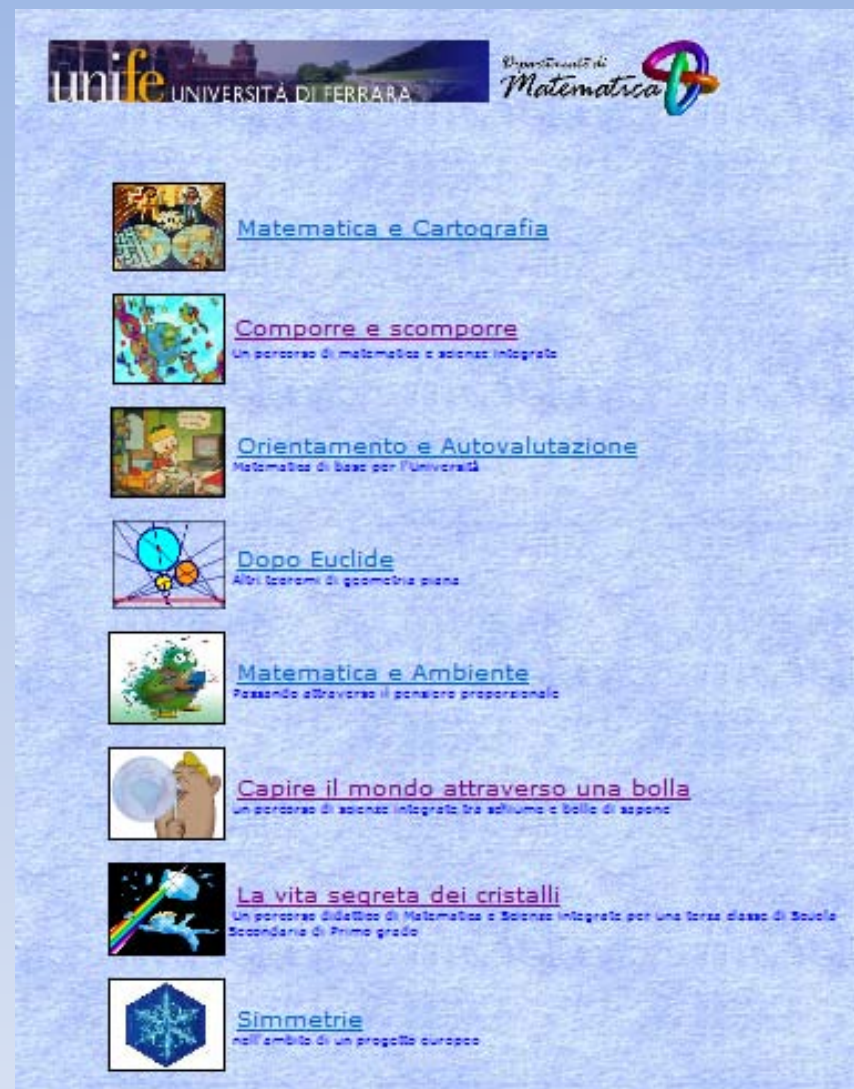 unife UNIVERSITÀ DI FERRARA
Dipartimento di
Matematica
Matematica e Cartografia
Comporre e scomporre
Un percorso di matematica e scienze integrate
Orientamento e Autovalutazione
Matematica di base per l'Università
Dopo Euclide
Altri teoremi di geometria piana
Matematica e Ambiente
Passando attraverso il pensiero proporzionale
Capire il mondo attraverso una bolla
un percorso di scienze integrate tra schiume e bolle di sapone
La vita segreta dei cristalli
Un percorso didattico di Matematica e Scienze integrate per una terza classe di Scuola
Secondaria di Primo grado
Simmetrie
nell'ambito di un progetto europeo